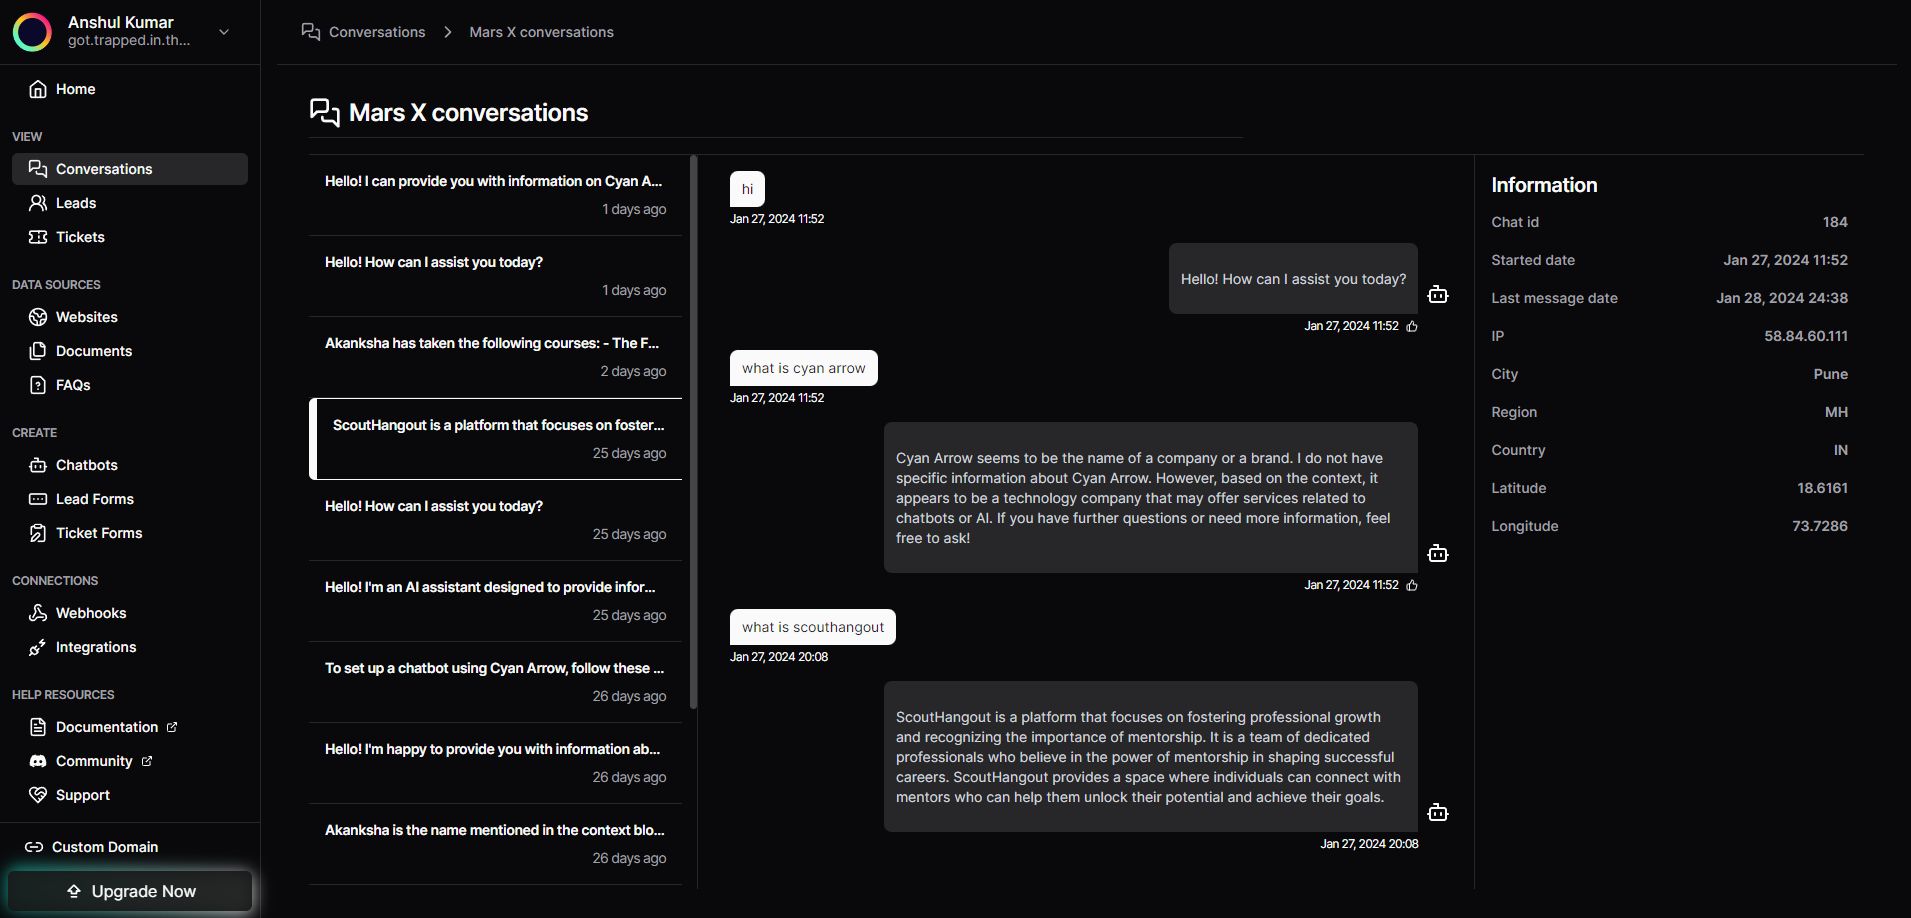 Anshul Kumar
got.trapped.in.th...
Home
VIEW
Conversations
Leads
Tickets
DATA SOURCES
Websites
Documents
FAQs
CREATE
Chatbots
Lead Forms
Ticket Forms
CONNECTIONS
Webhooks
Integrations
HELP RESOURCES
Documentation
Community
Support
Custom Domain
Upgrade Now
Conversations > Mars X conversations
Mars X conversations
Hello! I can provide you with information on Cyan A...
1 days ago
Hello! How can I assist you today?
1 days ago
Akanksha has taken the following courses: - The F...
2 days ago
ScoutHangout is a platform that focuses on foster...
25 days ago
Hello! How can I assist you today?
25 days ago
Hello! I'm an AI assistant designed to provide infor...
25 days ago
To set up a chatbot using Cyan Arrow, follow these ...
26 days ago
Hello! I'm happy to provide you with information ab...
26 days ago
Akanksha is the name mentioned in the context blo...
26 days ago
hi
Jan 27, 2024 11:52
Hello! How can I assist you today?
Jan 27, 2024 11:52
what is cyan arrow
Jan 27, 2024 11:52
Cyan Arrow seems to be the name of a company or a brand. I do not have
specific information about Cyan Arrow. However, based on the context, it
appears to be a technology company that may offer services related to
chatbots or AI. If you have further questions or need more information, feel
free to ask!
Jan 27, 2024 11:52
what is scouthangout
Jan 27, 2024 20:08
ScoutHangout is a platform that focuses on fostering professional growth
and recognizing the importance of mentorship. It is a team of dedicated
professionals who believe in the power of mentorship in shaping successful
careers. ScoutHangout provides a space where individuals can connect with
mentors who can help them unlock their potential and achieve their goals.
Jan 27, 2024 20:08
Information
Chat id 184
Started date Jan 27, 2024 11:52
Last message date Jan 28, 2024 24:38
IP 58.84.60.111
City Pune
Region MH
Country IN
Latitude 18.6161
Longitude 73.7286